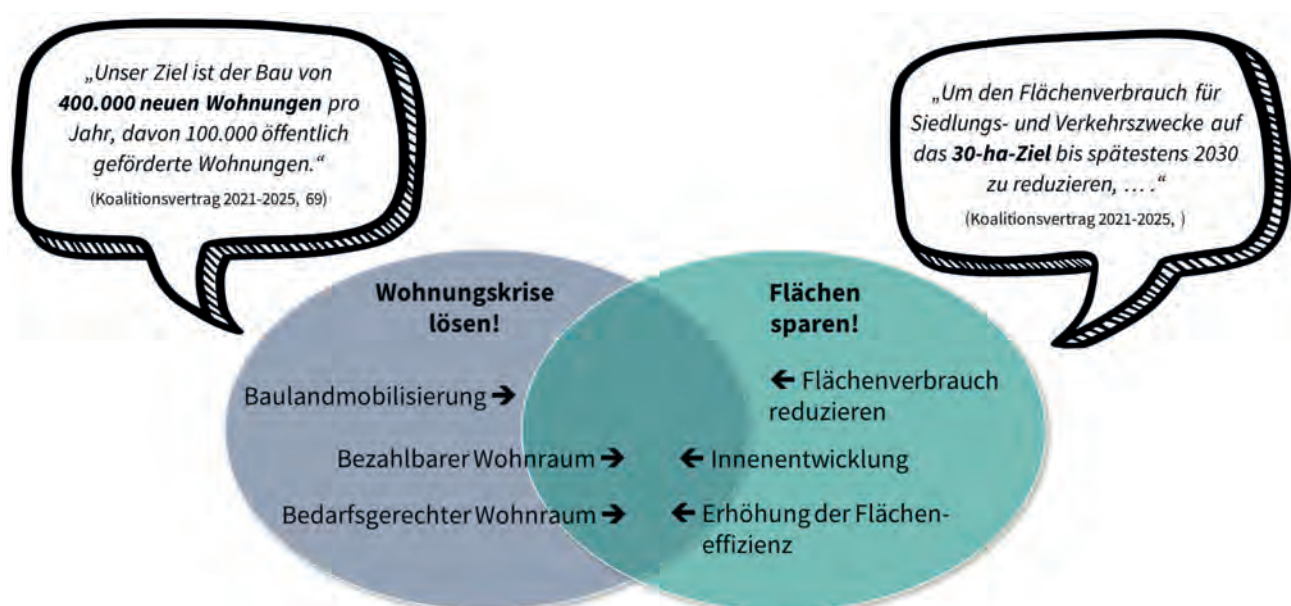 „Unser Ziel ist der Bau von
400.000 neuen Wohnungen pro
Jahr, davon 100.000 öffentlich
geförderte Wohnungen.“
(Koalitionsvertrag 2021-2025, 69)
„Um den Flächenverbrauch für
Siedlungs- und Verkehrszwecke auf
das 30-ha-Ziel bis spätestens 2030
zu reduzieren, … .“
(Koalitionsvertrag 2021-2025, )
Wohnungskrise
lösen!
Baulandmobilisierung →
Bezahlbarer Wohnraum →
Bedarfsgerechter Wohnraum →
Flächen
sparen!
← Flächenverbrauch
reduzieren
← Innenentwicklung
← Erhöhung der Flächen-
effizienz